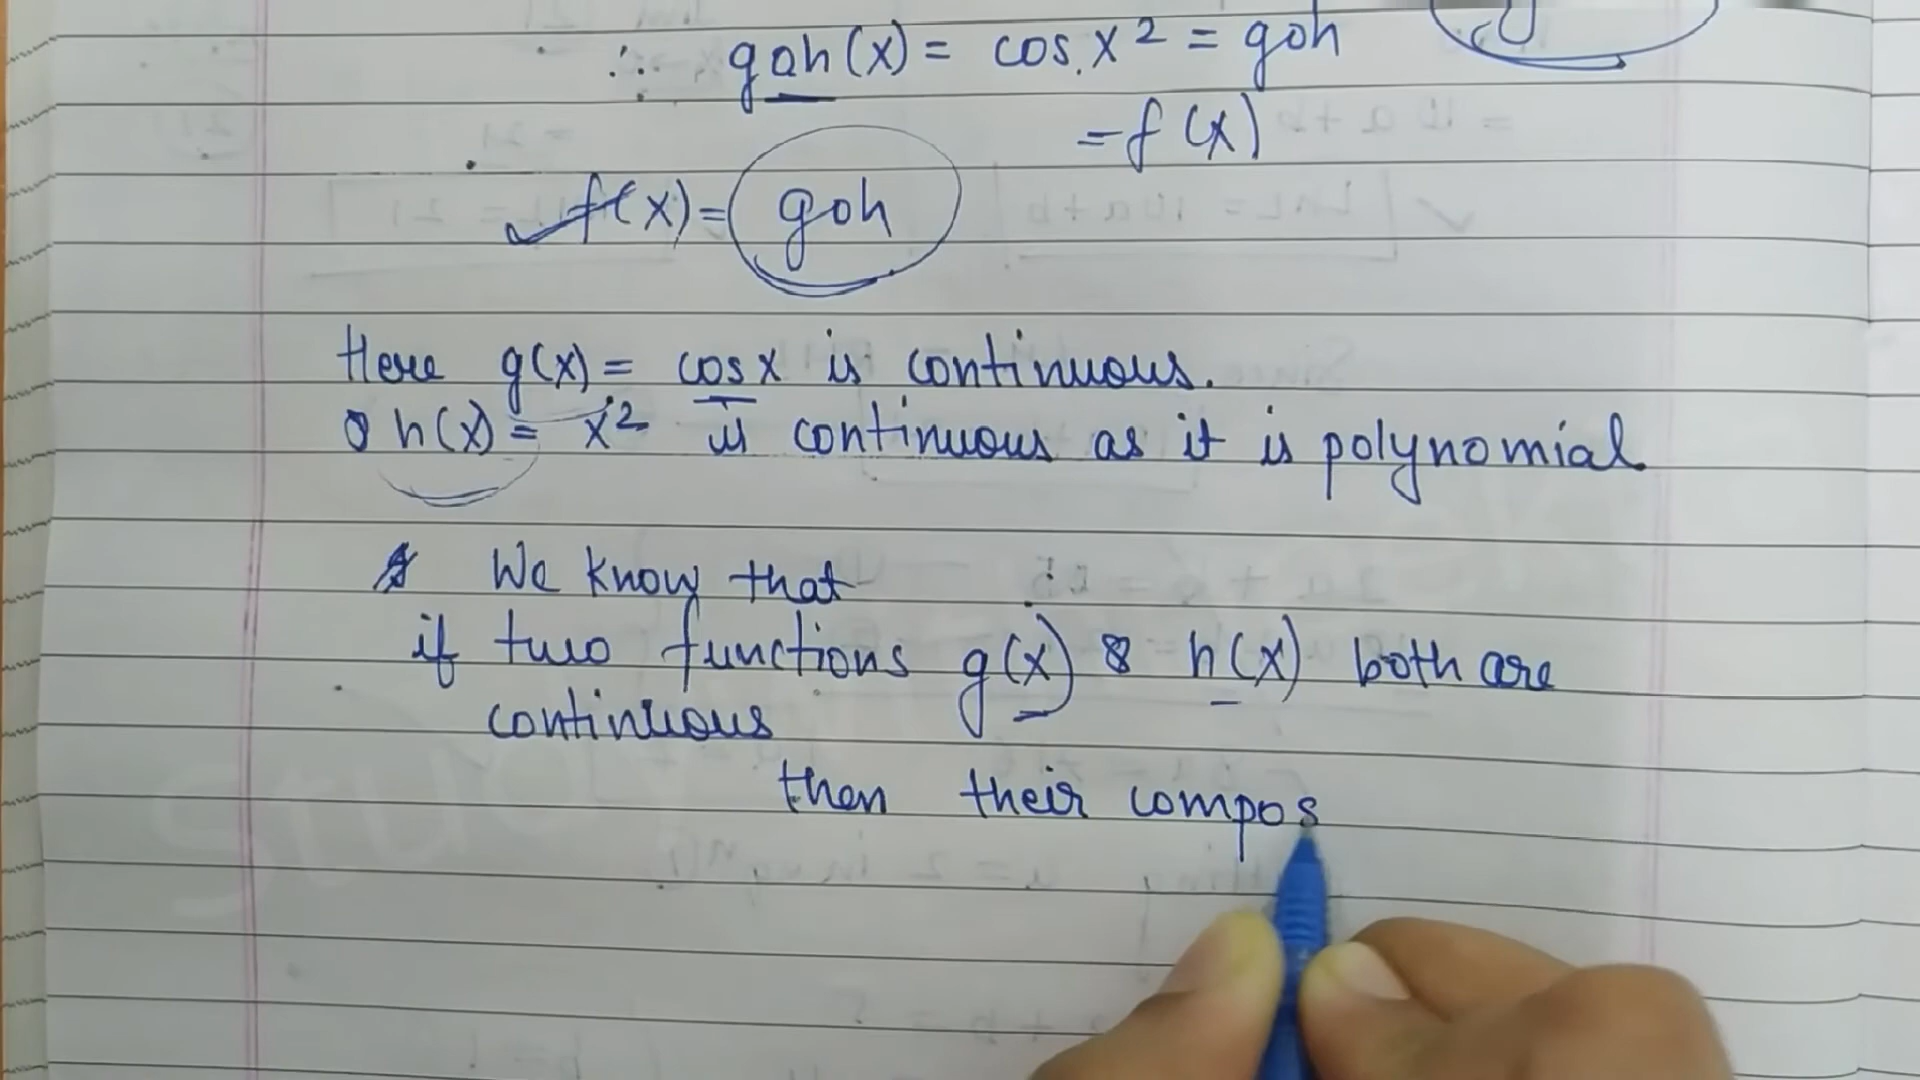 ∴ goh(x) = cos x² = goh
= f(x)
f(x) = goh
Here g(x) = cos x is continuous.
& h(x) = x² is continuous as it is polynomial
We know that
if two functions g(x) & h(x) both are
continuous
then their compos